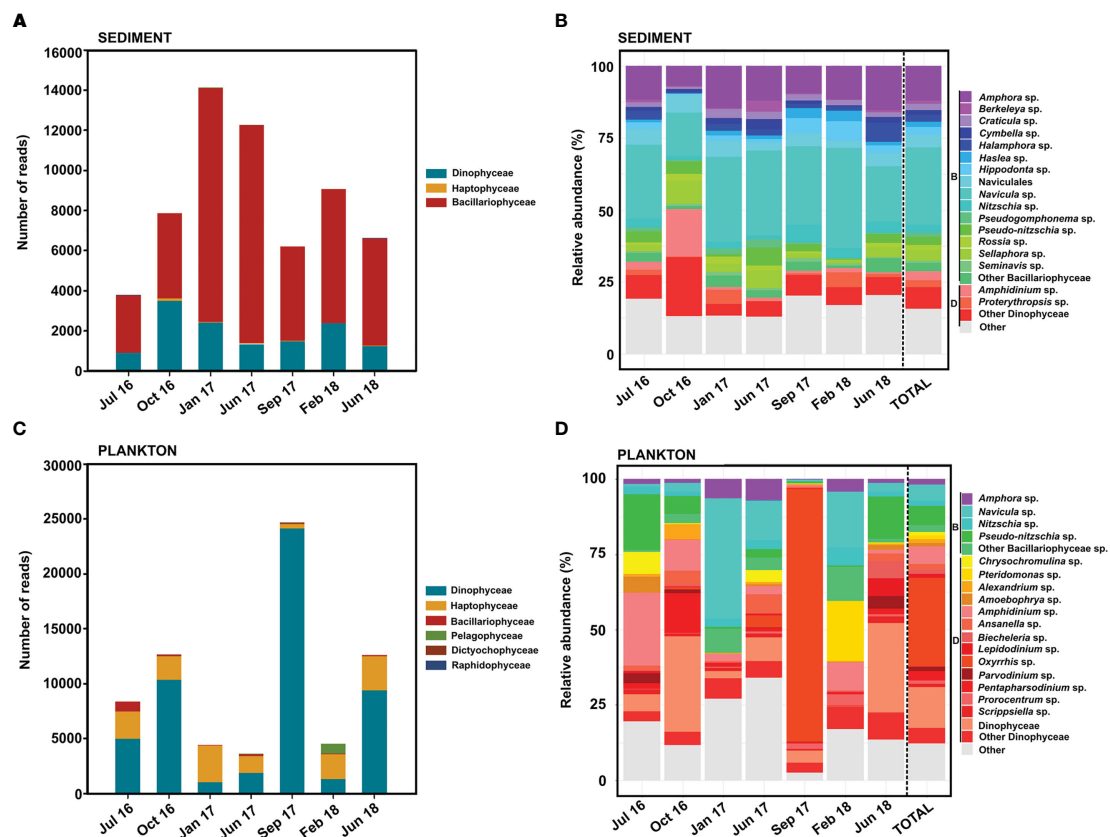 A
SEDIMENT
Number of reads
16000
14000
12000
10000
8000
6000
4000
2000
0
Jul 16
Oct 16
Jan 17
Jun 17
Sep 17
Feb 18
Jun 18
Dinophyceae
Haptophyceae
Bacillariophyceae
B
SEDIMENT
Relative abundance (%)
100
75
50
25
0
Jul 16
Oct 16
Jan 17
Jun 17
Sep 17
Feb 18
Jun 18
TOTAL
Amphora sp.
Berkeleya sp.
Craticula sp.
Cymbella sp.
Halamphora sp.
Haslea sp.
Hippodonta sp.
Naviculales
Navicula sp.
Nitzschia sp.
Pseudogomphonema sp.
Pseudo-nitzschia sp.
Rossia sp.
Sellaphora sp.
Seminavis sp.
Other Bacillariophyceae
Amphidinium sp.
Proterythropsis sp.
Other Dinophyceae
Other
B
D
C
PLANKTON
Number of reads
30000
25000
20000
15000
10000
5000
0
Jul 16
Oct 16
Jan 17
Jun 17
Sep 17
Feb 18
Jun 18
Dinophyceae
Haptophyceae
Bacillariophyceae
Pelagophyceae
Dictyochophyceae
Raphidophyceae
D
PLANKTON
Relative abundance (%)
100
75
50
25
0
Jul 16
Oct 16
Jan 17
Jun 17
Sep 17
Feb 18
Jun 18
TOTAL
Amphora sp.
Navicula sp.
Nitzschia sp.
Pseudo-nitzschia sp.
Other Bacillariophyceae sp.
Chrysochromulina sp.
Pteridomonas sp.
Alexandrium sp.
Amoebophrya sp.
Amphidinium sp.
Ansanella sp.
Biecheleria sp.
Lepidodinium sp.
Oxyrrhis sp.
Parvodinium sp.
Pentapharsodinium sp.
Prorocentrum sp.
Scrippsiella sp.
Dinophyceae
Other Dinophyceae
Other
B
D